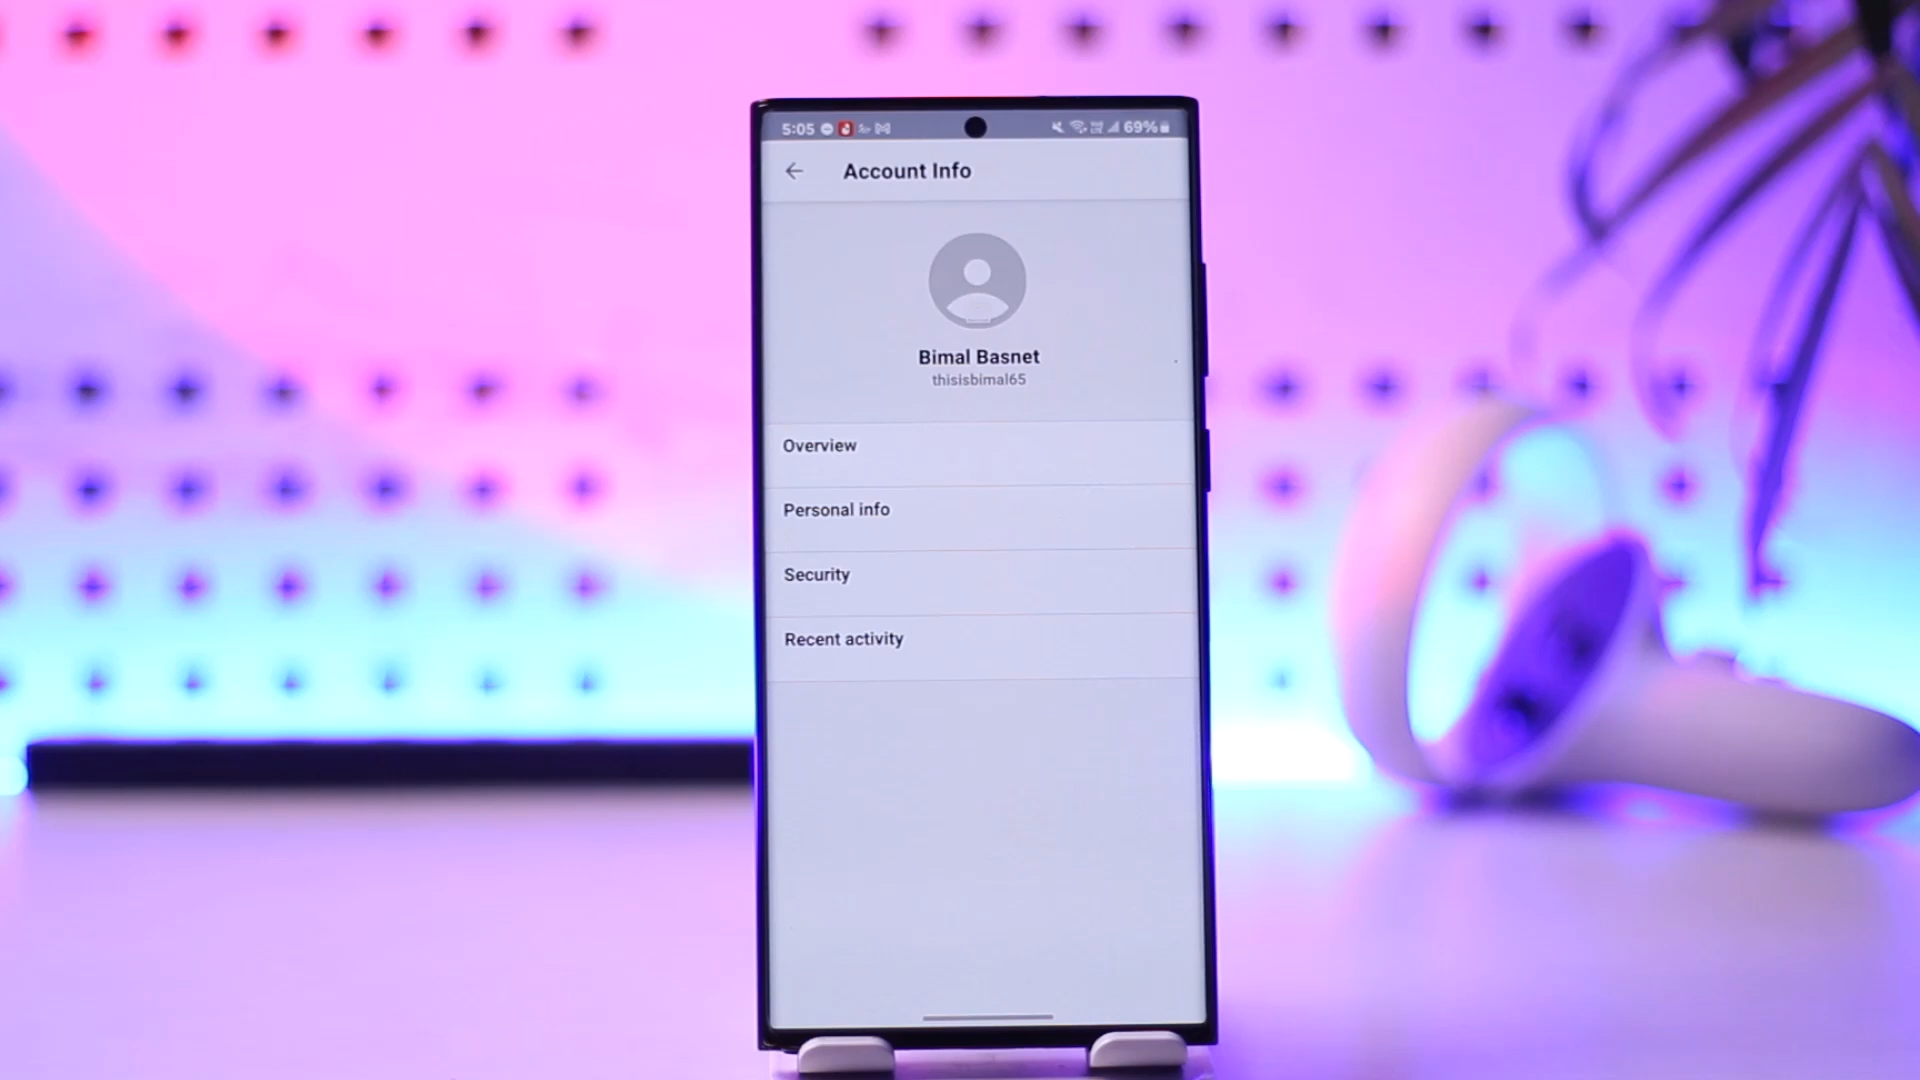 5:05
69%
Account Info
Bimal Basnet
thisisbimal65
Overview
Personal info
Security
Recent activity